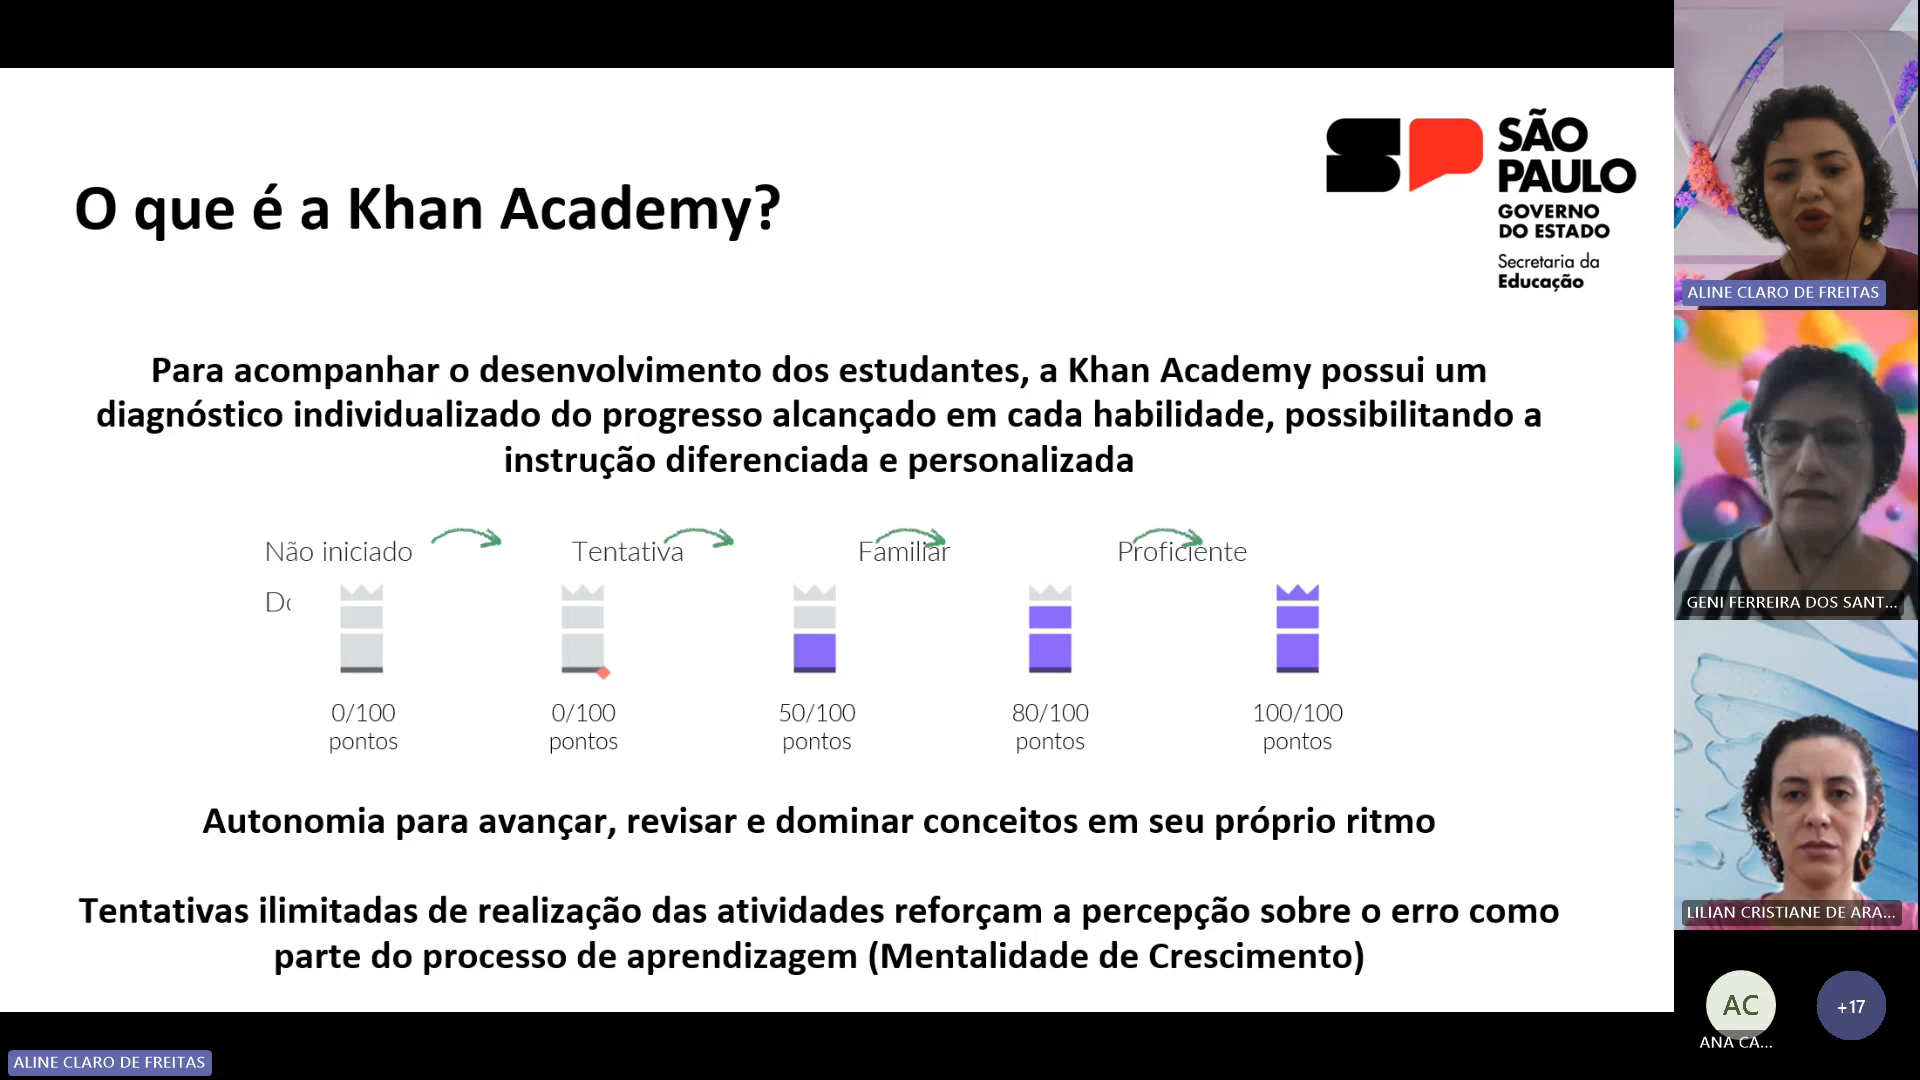 O que é a Khan Academy?
SÃO
PAULO
GOVERNO
DO ESTADO
Secretaria da
Educação
Para acompanhar o desenvolvimento dos estudantes, a Khan Academy possui um
diagnóstico individualizado do progresso alcançado em cada habilidade, possibilitando a
instrução diferenciada e personalizada
Não iniciado Tentativa Familiar Proficiente
Do
0/100 0/100 50/100 80/100 100/100
pontos pontos pontos pontos pontos
Autonomia para avançar, revisar e dominar conceitos em seu próprio ritmo
Tentativas ilimitadas de realização das atividades reforçam a percepção sobre o erro como
parte do processo de aprendizagem (Mentalidade de Crescimento)
ALINE CLARO DE FREITAS
ALINE CLARO DE FREITAS
GENI FERREIRA DOS SANT...
LILIAN CRISTIANE DE ARA...
AC
+17
ANA CA...